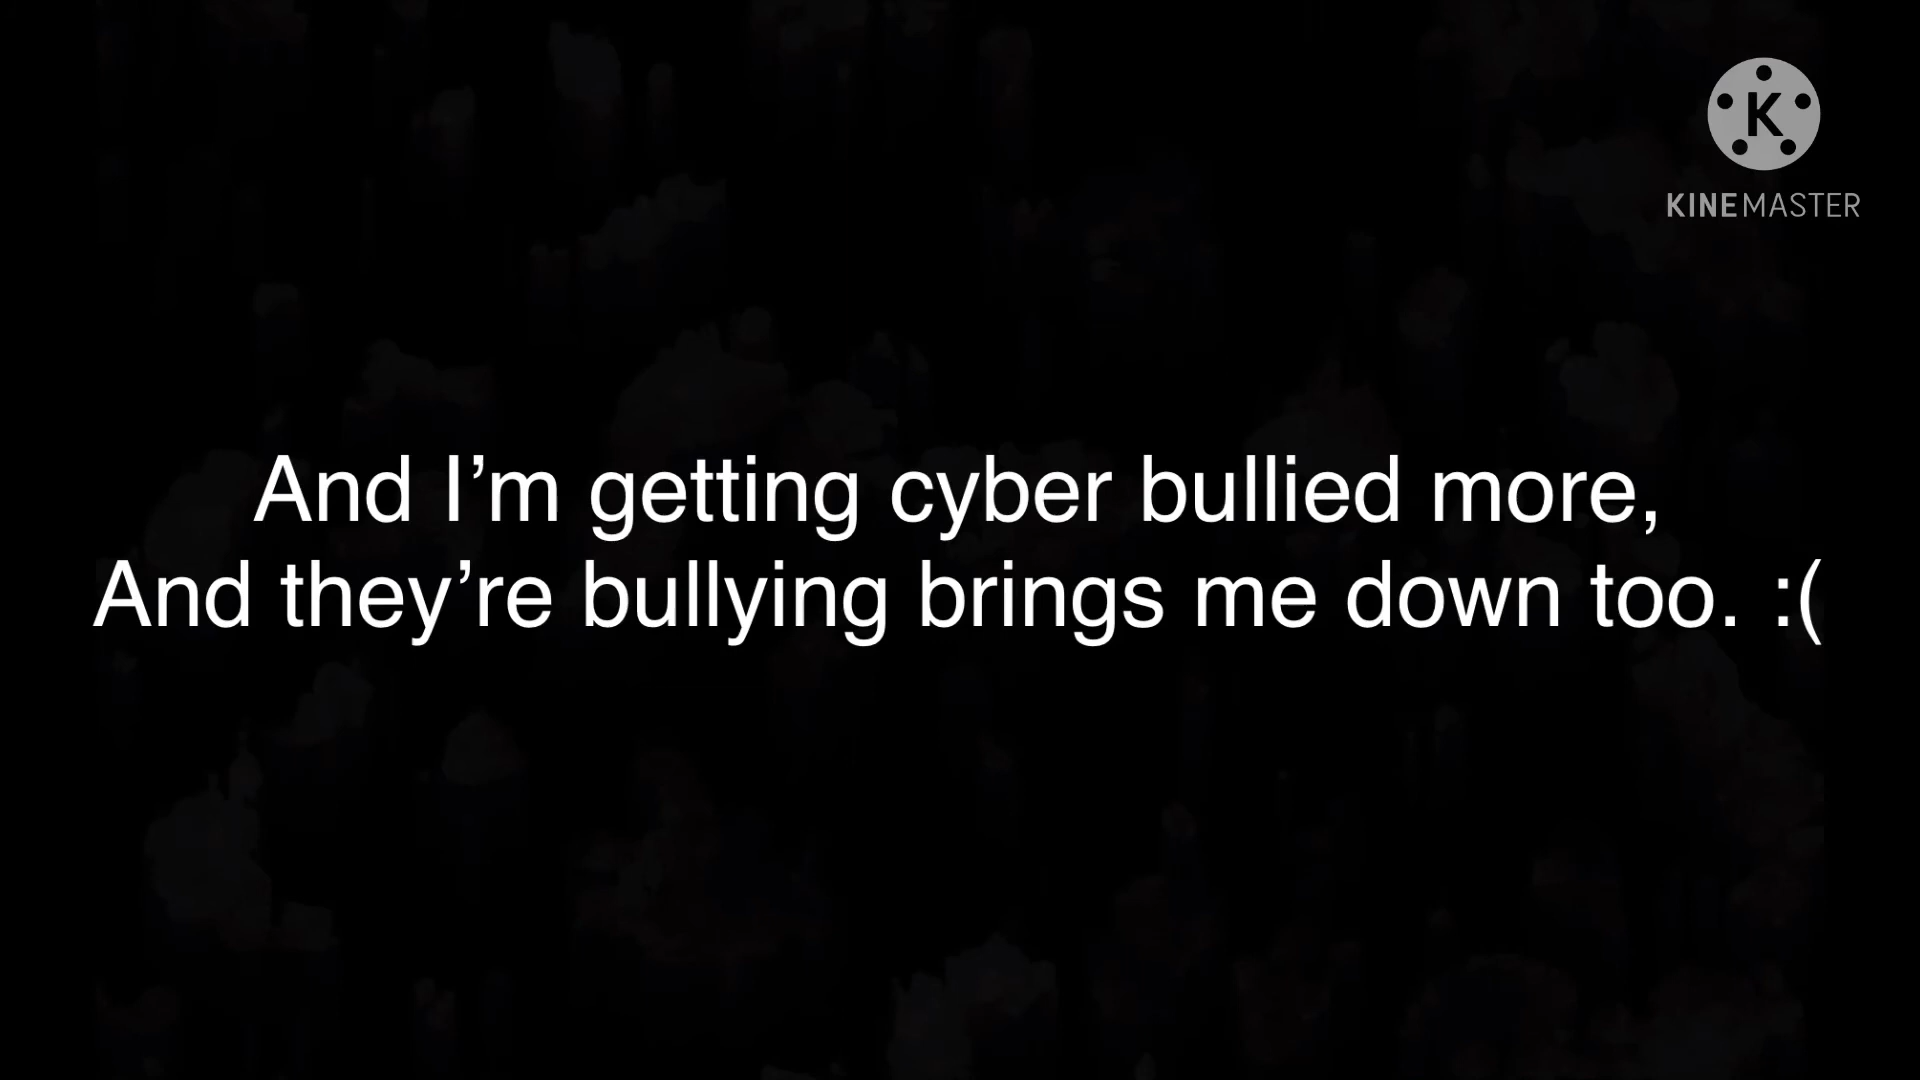 K
KINEMASTER
And I’m getting cyber bullied more,
And they’re bullying brings me down too. :(